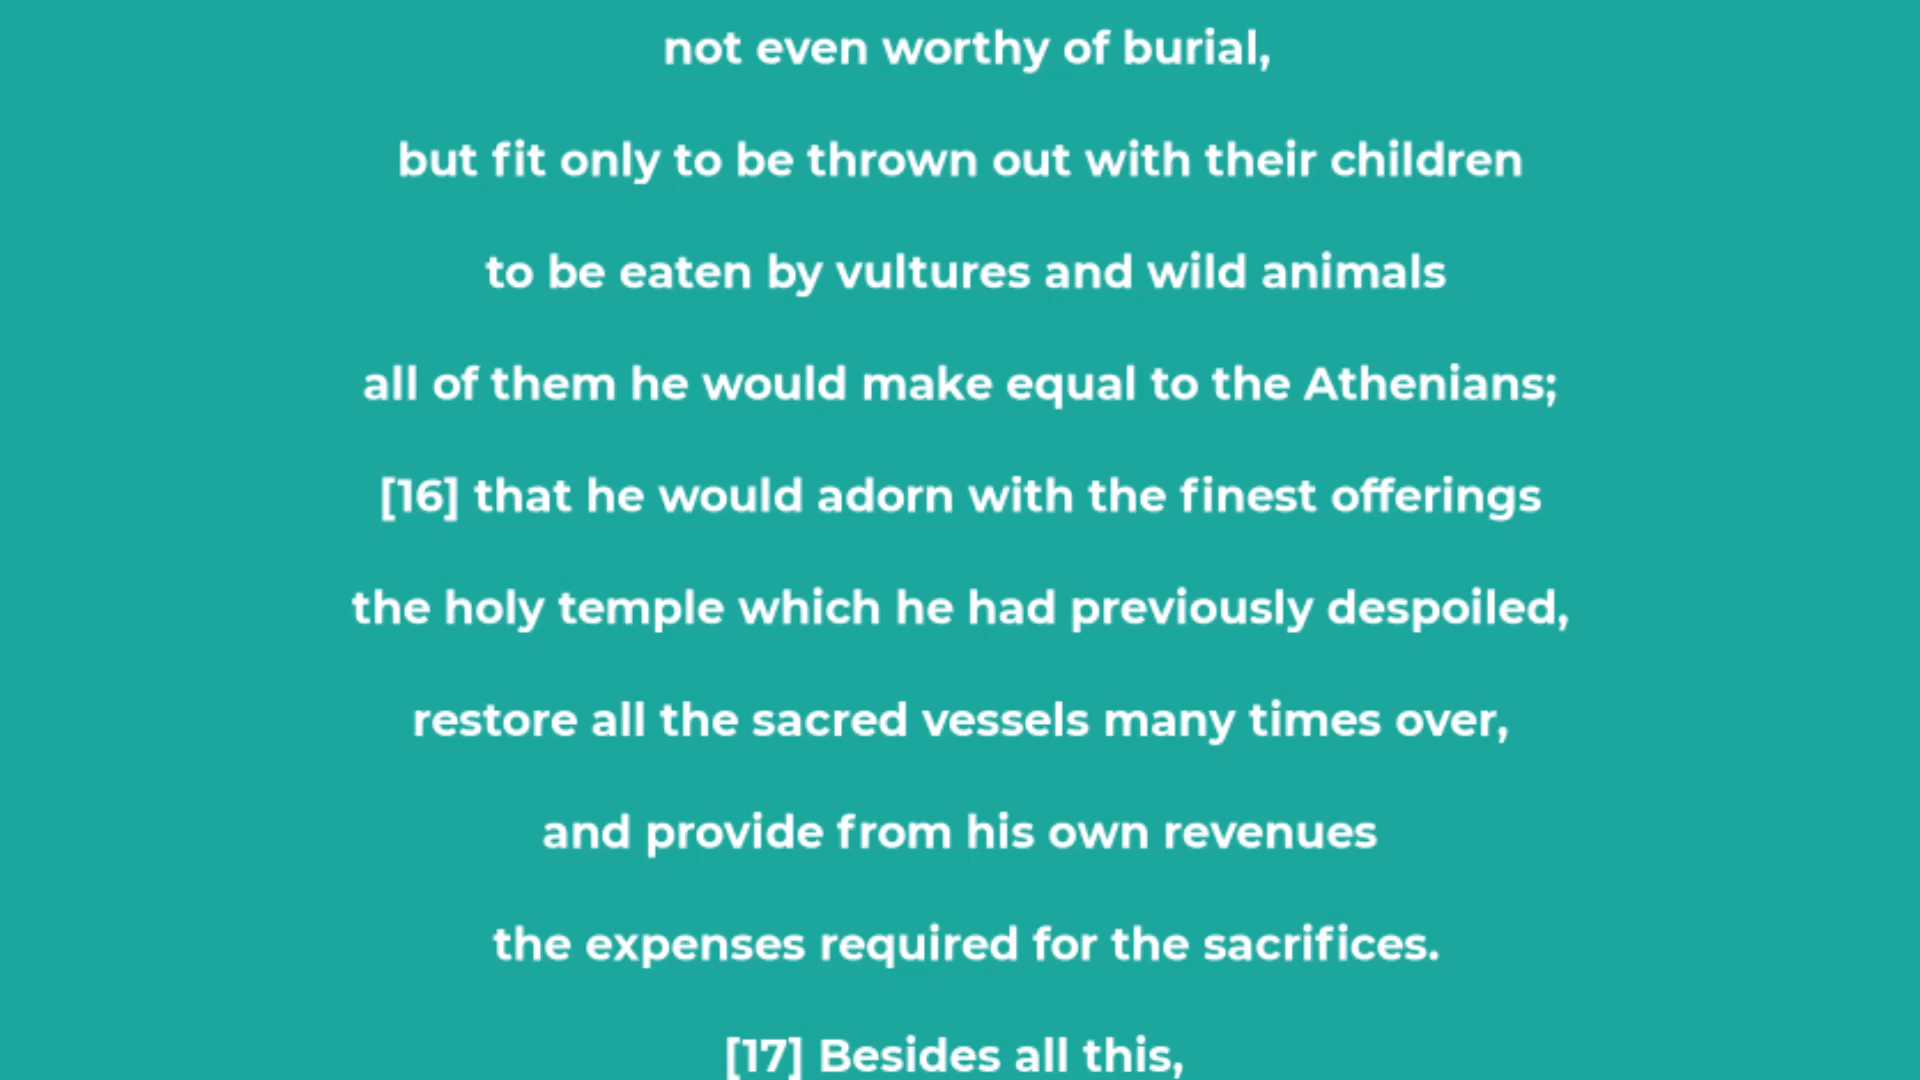 not even worthy of burial,
but fit only to be thrown out with their children
to be eaten by vultures and wild animals
all of them he would make equal to the Athenians;
[16] that he would adorn with the finest offerings
the holy temple which he had previously despoiled,
restore all the sacred vessels many times over,
and provide from his own revenues
the expenses required for the sacrifices.
[17] Besides all this,